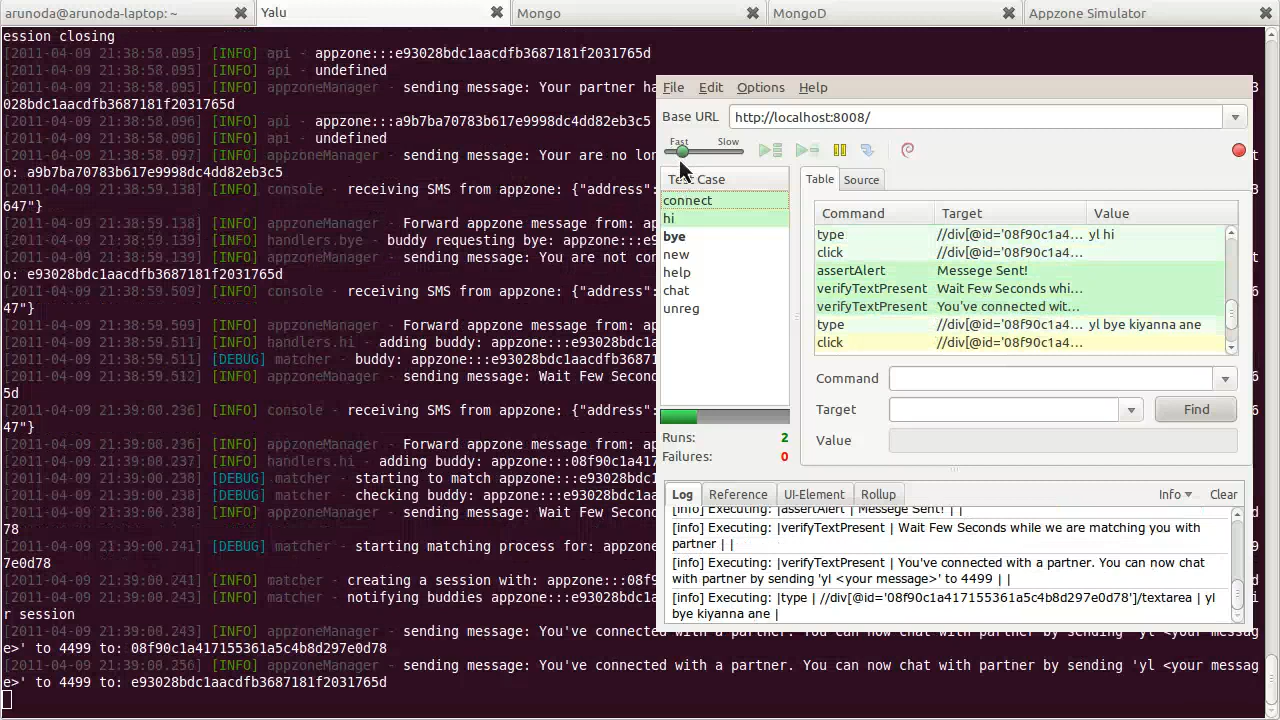 arunoda@arunoda-laptop: ~
Yalu
Mongo
MongoD
Appzone Simulator
ession closing
[2011-04-09 21:38:58.095] [INFO] api - appzone:::e93028bdc1aacdfb3687181f2031765d
[2011-04-09 21:38:58.095] [INFO] api - undefined
[2011-04-09 21:38:58.095] [INFO] appzoneManager - sending message: Your partner ha
028bdc1aacdfb3687181f2031765d
[2011-04-09 21:38:58.096] [INFO] api - appzone:::a9b7ba70783b617e9998dc4dd82eb3c5
[2011-04-09 21:38:58.096] [INFO] api - undefined
[2011-04-09 21:38:58.097] [INFO] appzoneManager - sending message: Your are no lon
o: a9b7ba70783b617e9998dc4dd82eb3c5
[2011-04-09 21:38:59.138] [INFO] console - receiving SMS from appzone: {"address":
647"}
[2011-04-09 21:38:59.138] [INFO] appzoneManager - Forward appzone message from: ap
[2011-04-09 21:38:59.139] [INFO] handlers.bye - buddy requesting bye: appzone:::e9
[2011-04-09 21:38:59.139] [INFO] appzoneManager - sending message: You are not con
o: e93028bdc1aacdfb3687181f2031765d
[2011-04-09 21:38:59.509] [INFO] console - receiving SMS from appzone: {"address":
47"}
[2011-04-09 21:38:59.509] [INFO] appzoneManager - Forward appzone message from: ap
[2011-04-09 21:38:59.511] [INFO] handlers.hi - adding buddy: appzone:::e93028bdc1a
[2011-04-09 21:38:59.511] [DEBUG] matcher - buddy: appzone:::e93028bdc1aacdfb36871
[2011-04-09 21:38:59.512] [INFO] appzoneManager - sending message: Wait Few Second
5d
[2011-04-09 21:39:00.236] [INFO] console - receiving SMS from appzone: {"address":
47"}
[2011-04-09 21:39:00.236] [INFO] appzoneManager - Forward appzone message from: ap
[2011-04-09 21:39:00.237] [INFO] handlers.hi - adding buddy: appzone:::08f90c1a417
[2011-04-09 21:39:00.238] [DEBUG] matcher - starting to match appzone:::08f90c1a41
[2011-04-09 21:39:00.238] [DEBUG] matcher - checking buddy: appzone:::e93028bdc1aa
[2011-04-09 21:39:00.238] [INFO] appzoneManager - sending message: Wait Few Second
78
[2011-04-09 21:39:00.241] [DEBUG] matcher - starting matching process for: appzone
7e0d78
[2011-04-09 21:39:00.241] [INFO] matcher - creating a session with: appzone:::08f9
[2011-04-09 21:39:00.243] [INFO] matcher - notifying buddies appzone:::e93028bdc1a
r session
[2011-04-09 21:39:00.243] [INFO] appzoneManager - sending message: You've connected with a partner. You can now chat with partner by sending 'yl <your messag
e>' to 4499 to: 08f90c1a417155361a5c4b8d297e0d78
[2011-04-09 21:39:00.256] [INFO] appzoneManager - sending message: You've connected with a partner. You can now chat with partner by sending 'yl <your messag
e>' to 4499 to: e93028bdc1aacdfb3687181f2031765d
File Edit Options Help
Base URL http://localhost:8008/
Fast Slow
Test Case
connect
hi
bye
new
help
chat
unreg
Runs: 2
Failures: 0
Table Source
Command Target Value
type //div[@id='08f90c1a4... yl hi
click //div[@id='08f90c1a4...
assertAlert Messege Sent!
verifyTextPresent Wait Few Seconds whi...
verifyTextPresent You've connected wit...
type //div[@id='08f90c1a4... yl bye kiyanna ane
click //div[@id='08f90c1a4...
Command
Target Find
Value
Log Reference UI-Element Rollup Info Clear
[info] Executing: |assertAlert | Messege Sent! | |
[info] Executing: |verifyTextPresent | Wait Few Seconds while we are matching you with
partner | |
[info] Executing: |verifyTextPresent | You've connected with a partner. You can now chat
with partner by sending 'yl <your message>' to 4499 | |
[info] Executing: |type | //div[@id='08f90c1a417155361a5c4b8d297e0d78']/textarea | yl
bye kiyanna ane |